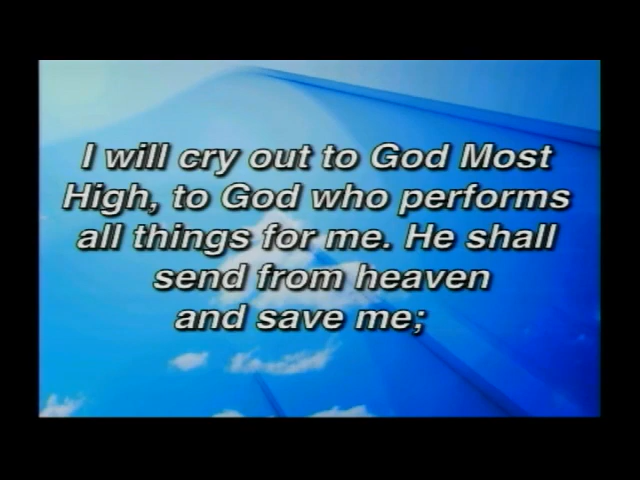 I will cry out to God Most
High, to God who performs
all things for me. He shall
send from heaven
and save me;